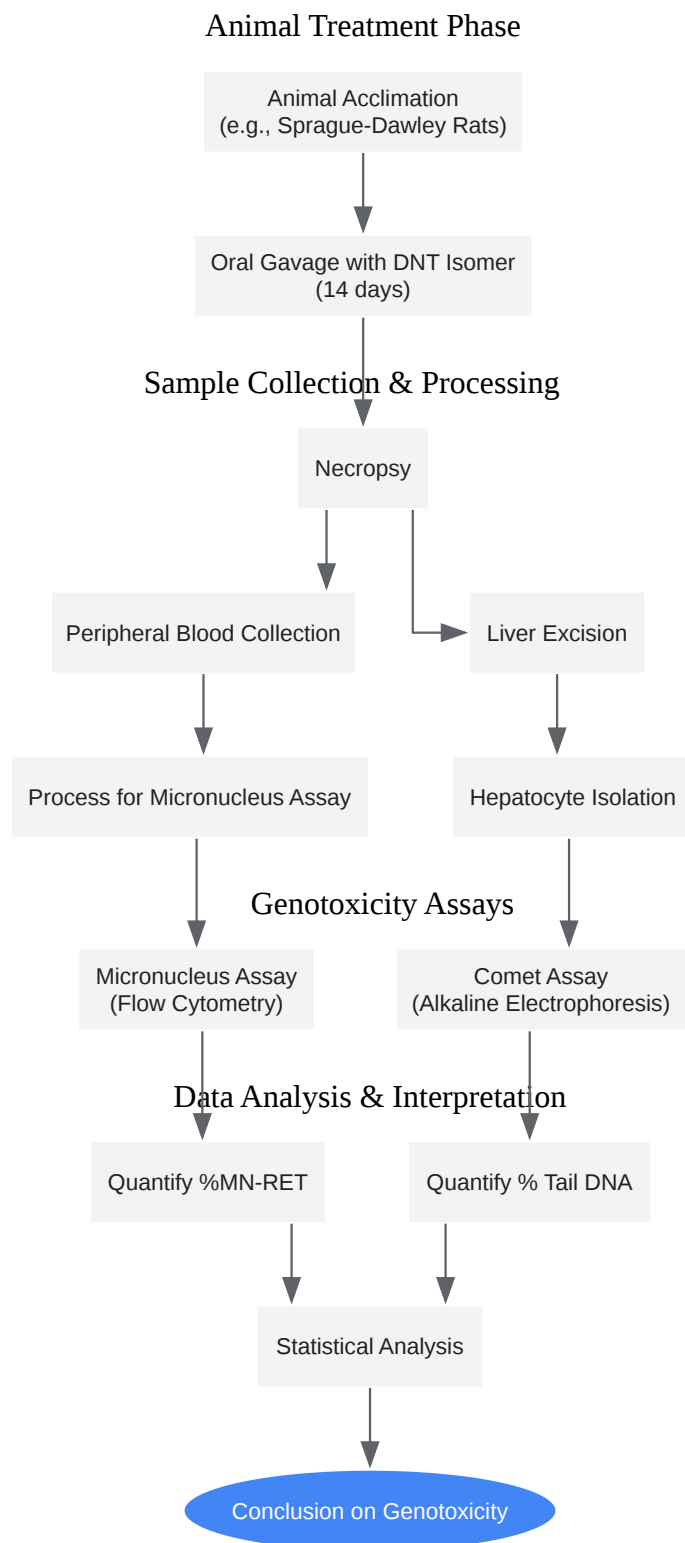 Animal Treatment Phase
Animal Acclimation
(e.g., Sprague-Dawley Rats)
Oral Gavage with DNT Isomer
(14 days)
Sample Collection & Processing
Necropsy
Peripheral Blood Collection
Liver Excision
Process for Micronucleus Assay
Hepatocyte Isolation
Genotoxicity Assays
Micronucleus Assay
(Flow Cytometry)
Comet Assay
(Alkaline Electrophoresis)
Data Analysis & Interpretation
Quantify %MN-RET
Quantify % Tail DNA
Statistical Analysis
Conclusion on Genotoxicity